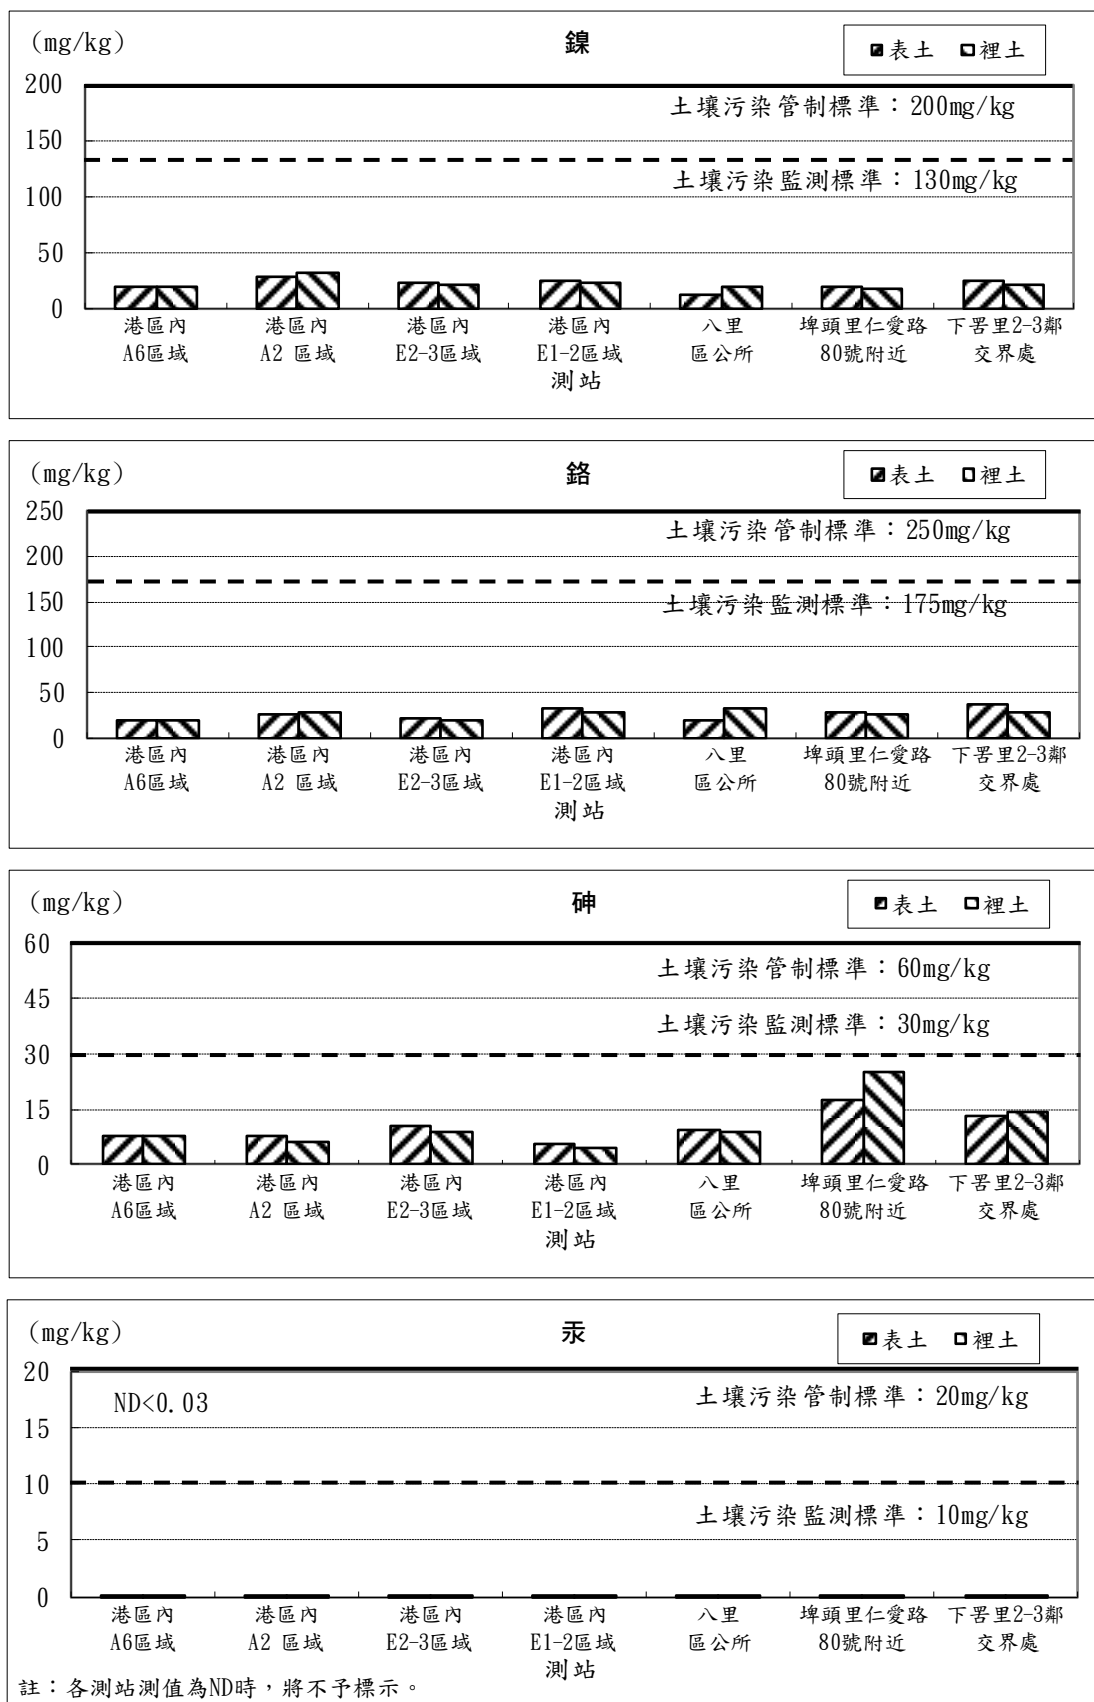 (mg/kg)
鎳
表土 裡土
200
150
100
50
0
土壤污染管制標準：200mg/kg
土壤污染監測標準：130mg/kg
港區內 港區內 港區內 港區內 八里 埤頭里仁愛路 下罟里2-3鄰
A6區域 A2 區域 E2-3區域 E1-2區域 區公所 80號附近 交界處
測站
(mg/kg)
鉻
表土 裡土
250
200
150
100
50
0
土壤污染管制標準：250mg/kg
土壤污染監測標準：175mg/kg
港區內 港區內 港區內 港區內 八里 埤頭里仁愛路 下罟里2-3鄰
A6區域 A2 區域 E2-3區域 E1-2區域 區公所 80號附近 交界處
測站
(mg/kg)
砷
表土 裡土
60
45
30
15
0
土壤污染管制標準：60mg/kg
土壤污染監測標準：30mg/kg
港區內 港區內 港區內 港區內 八里 埤頭里仁愛路 下罟里2-3鄰
A6區域 A2 區域 E2-3區域 E1-2區域 區公所 80號附近 交界處
測站
(mg/kg)
汞
表土 裡土
20
15
10
5
0
ND<0.03
土壤污染管制標準：20mg/kg
土壤污染監測標準：10mg/kg
港區內 港區內 港區內 港區內 八里 埤頭里仁愛路 下罟里2-3鄰
A6區域 A2 區域 E2-3區域 E1-2區域 區公所 80號附近 交界處
測站
註：各測站測值為ND時，將不予標示。